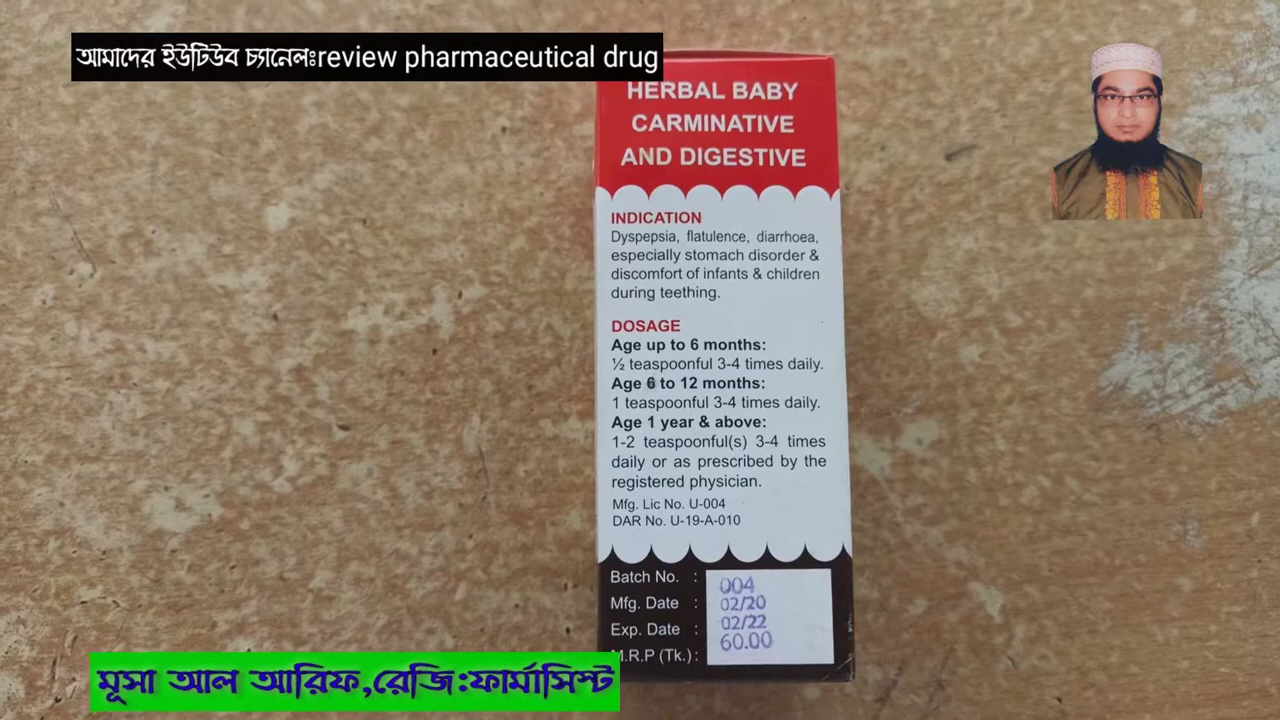 আমাদের ইউটিউব চ্যানেলঃreview pharmaceutical drug
HERBAL BABY
CARMINATIVE
AND DIGESTIVE
INDICATION
Dyspepsia, flatulence, diarrhoea,
especially stomach disorder &
discomfort of infants & children
during teething.
DOSAGE
Age up to 6 months:
½ teaspoonful 3-4 times daily.
Age 6 to 12 months:
1 teaspoonful 3-4 times daily.
Age 1 year & above:
1-2 teaspoonful(s) 3-4 times
daily or as prescribed by the
registered physician.
Mfg. Lic No. U-004
DAR No. U-19-A-010
Batch No. : 004
Mfg. Date : 02/20
Exp. Date : 02/22
M.R.P (Tk.): 60.00
মূসা আল আরিফ,রেজি:ফার্মাসিস্ট